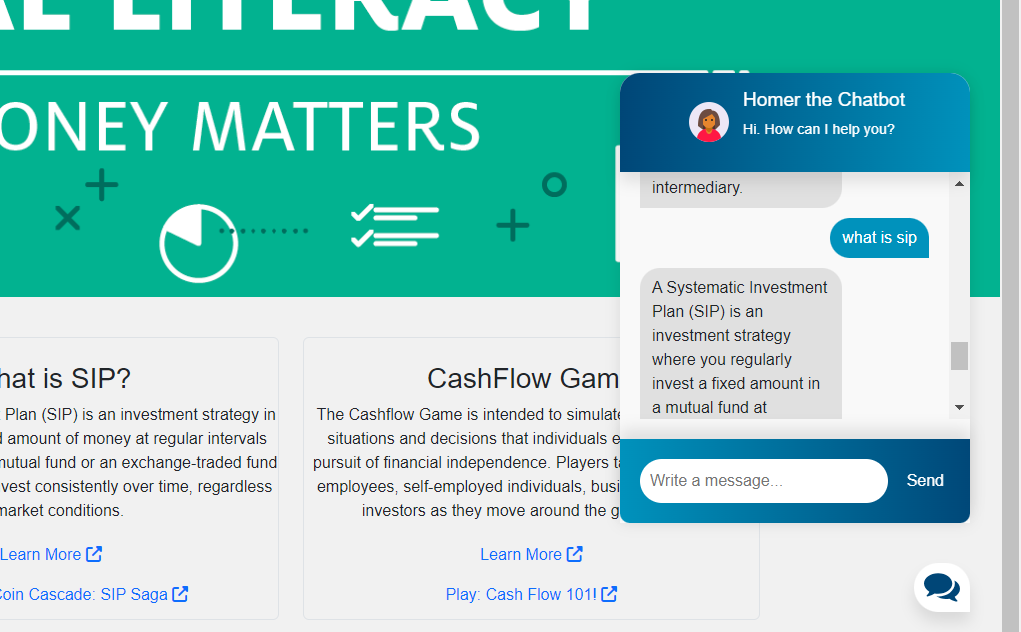 AL LITERACY
ONEY MATTERS
Homer the Chatbot
Hi. How can I help you?
intermediary.
what is sip
A Systematic Investment
Plan (SIP) is an
investment strategy
where you regularly
invest a fixed amount in
a mutual fund at
Write a message...
Send
hat is SIP?
Plan (SIP) is an investment strategy in
d amount of money at regular intervals
mutual fund or an exchange-traded fund
vest consistently over time, regardless
market conditions.
Learn More
Coin Cascade: SIP Saga
CashFlow Gam
The Cashflow Game is intended to simulate
situations and decisions that individuals e
pursuit of financial independence. Players ta
employees, self-employed individuals, busi
investors as they move around the g
Learn More
Play: Cash Flow 101!